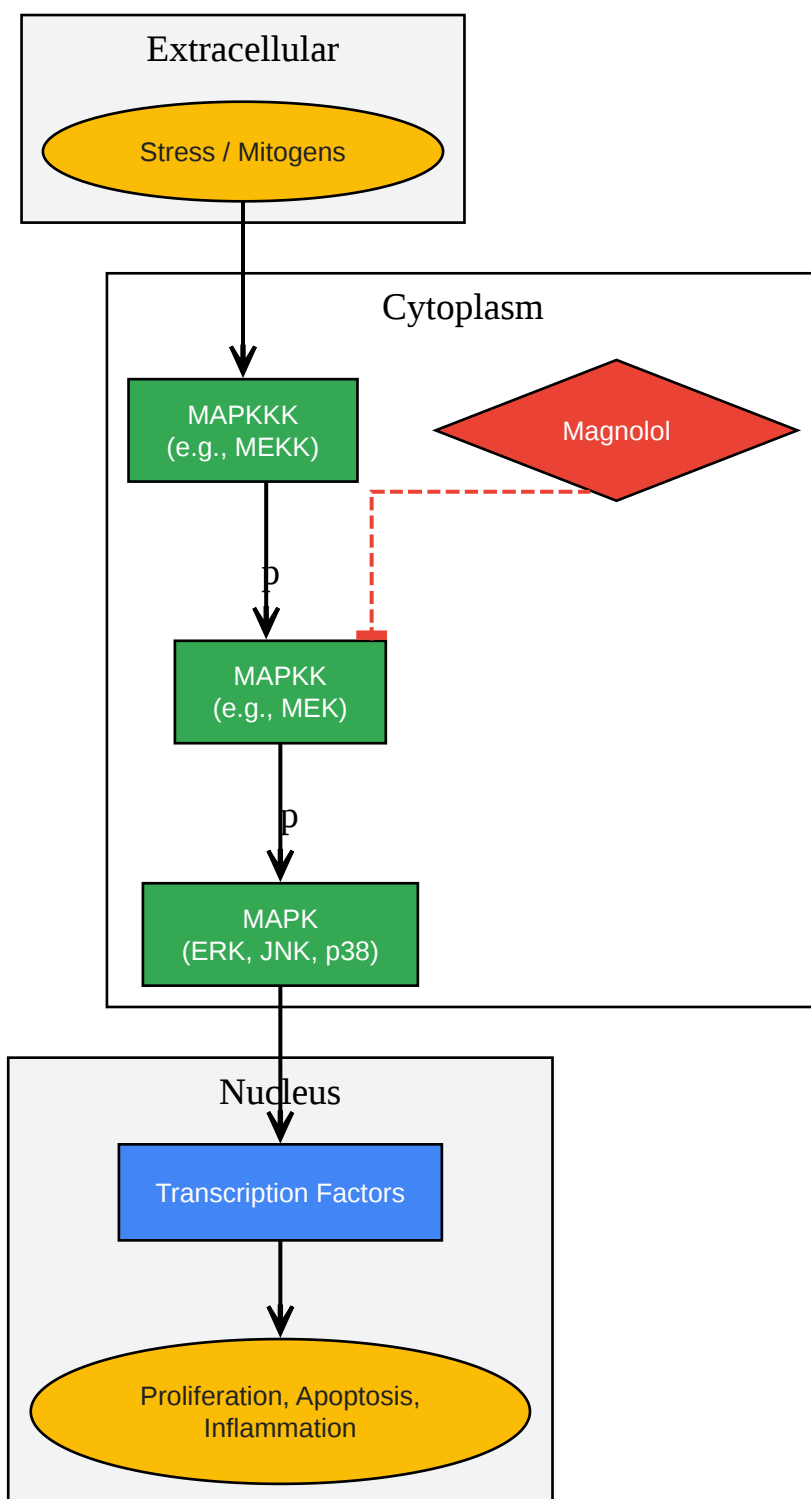 Extracellular
Stress / Mitogens
Cytoplasm
MAPKKK
(e.g., MEKK)
Magnolol
p
MAPKK
(e.g., MEK)
p
MAPK
(ERK, JNK, p38)
Nucleus
Transcription Factors
Proliferation, Apoptosis,
Inflammation